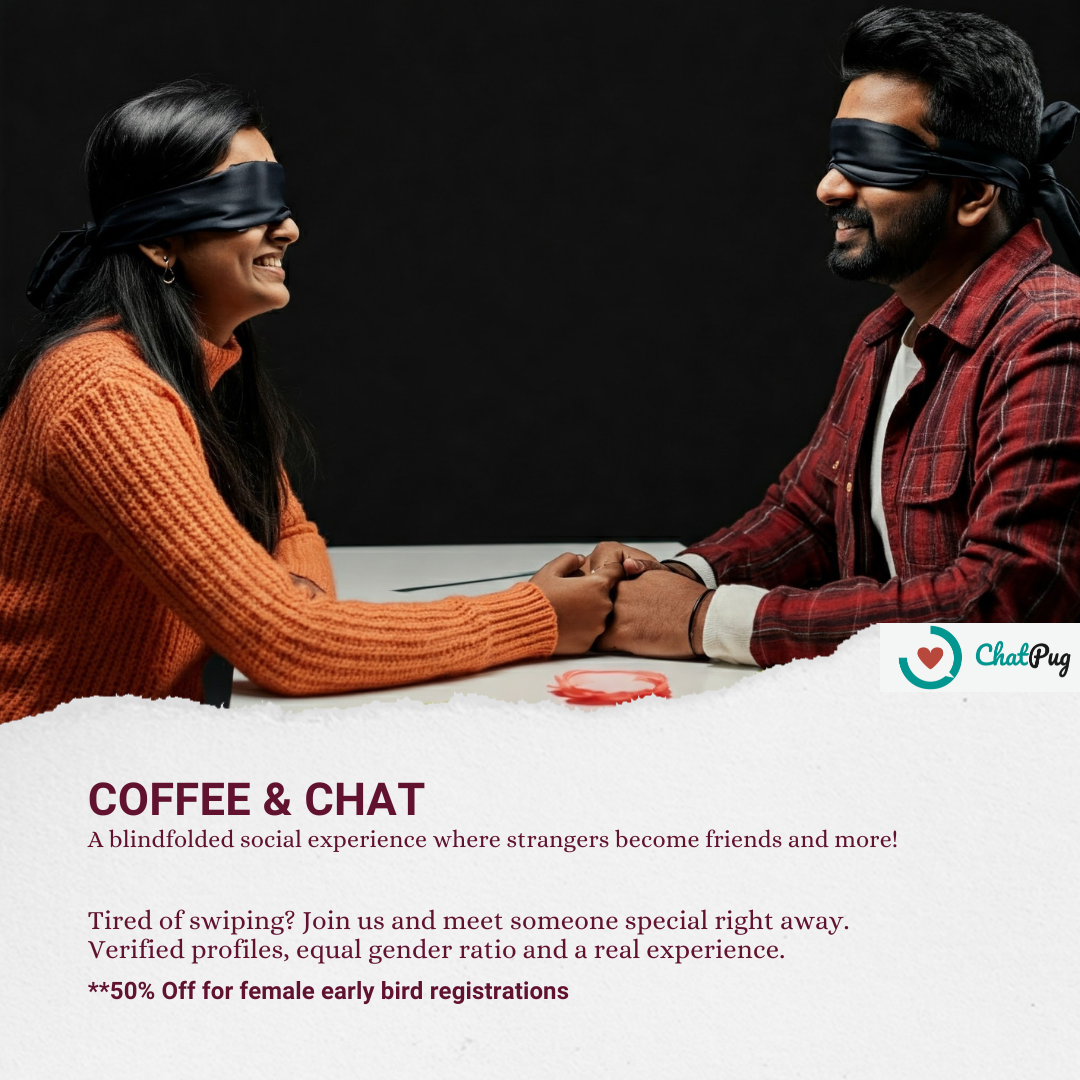 ChatPug
COFFEE & CHAT
A blindfolded social experience where strangers become friends and more!
Tired of swiping? Join us and meet someone special right away.
Verified profiles, equal gender ratio and a real experience.
**50% Off for female early bird registrations